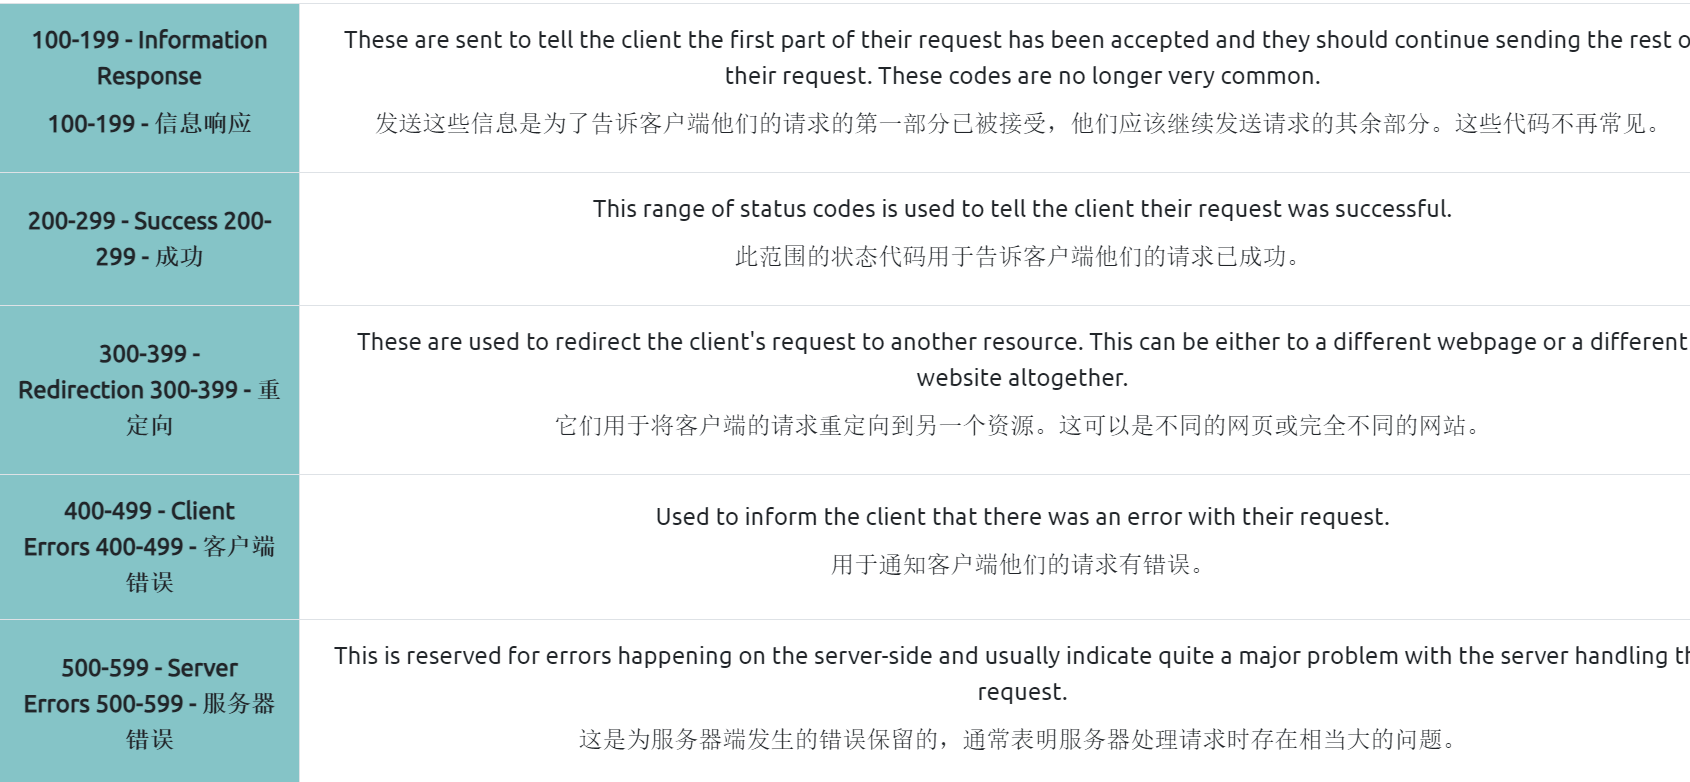 100-199 - Information
Response
100-199 - 信息响应
These are sent to tell the client the first part of their request has been accepted and they should continue sending the rest o
their request. These codes are no longer very common.
发送这些信息是为了告诉客户端他们的请求的第一部分已被接受，他们应该继续发送请求的其余部分。这些代码不再常见。
200-299 - Success 200-
299 - 成功
This range of status codes is used to tell the client their request was successful.
此范围的状态代码用于告诉客户端他们的请求已成功。
300-399 -
Redirection 300-399 - 重
定向
These are used to redirect the client's request to another resource. This can be either to a different webpage or a different
website altogether.
它们用于将客户端的请求重定向到另一个资源。这可以是不同的网页或完全不同的网站。
400-499 - Client
Errors 400-499 - 客户端
错误
Used to inform the client that there was an error with their request.
用于通知客户端他们的请求有错误。
500-599 - Server
Errors 500-599 - 服务器
错误
This is reserved for errors happening on the server-side and usually indicate quite a major problem with the server handling th
request.
这是为服务器端发生的错误保留的，通常表明服务器处理请求时存在相当大的问题。